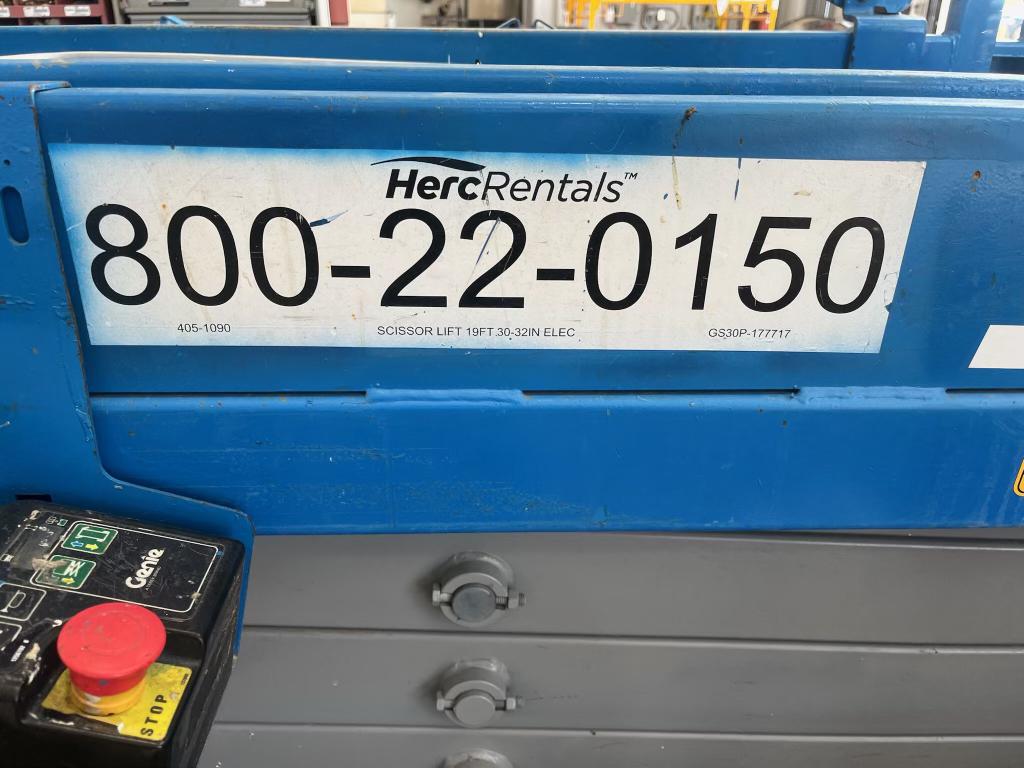 HercRentals™
800-22-0150
405-1090 SCISSOR LIFT 19FT 30-32IN ELEC GS30P-177717
Genie
STOP